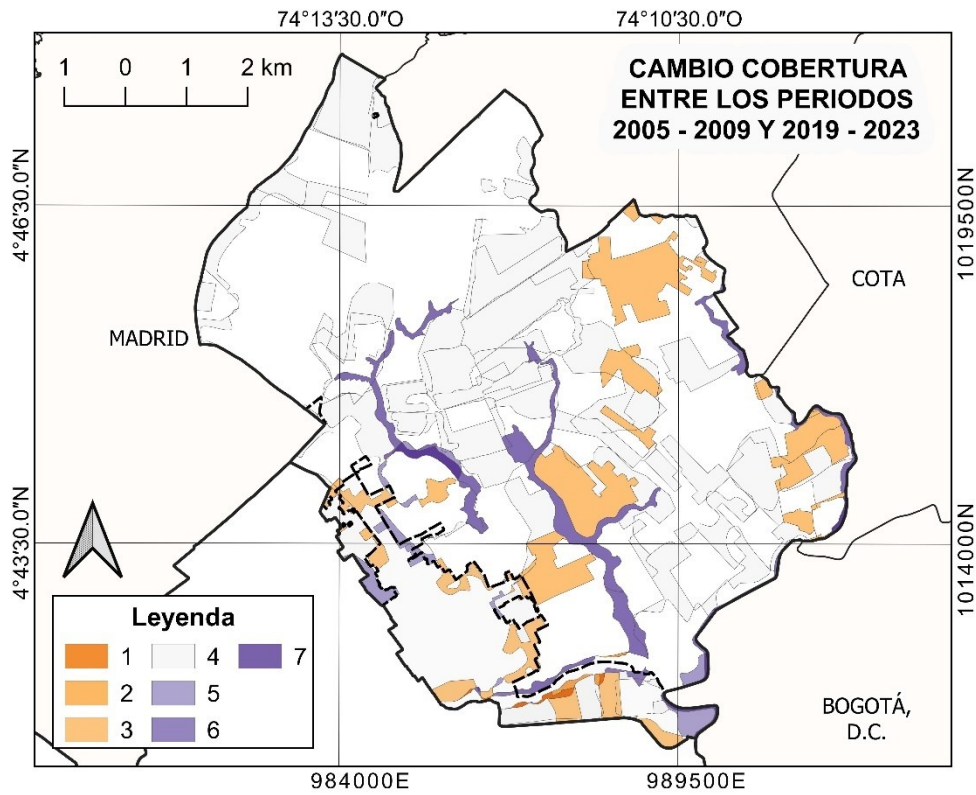 74°13'30.0"O
74°10'30.0"O
1 0 1 2 km
CAMBIO COBERTURA
ENTRE LOS PERIODOS
2005 - 2009 Y 2019 - 2023
4°46'30.0"N
1019500N
COTA
MADRID
4°43'30.0"N
1014000N
Leyenda
1 4 7
2 5
3 6
BOGOTÁ,
D.C.
984000E
989500E